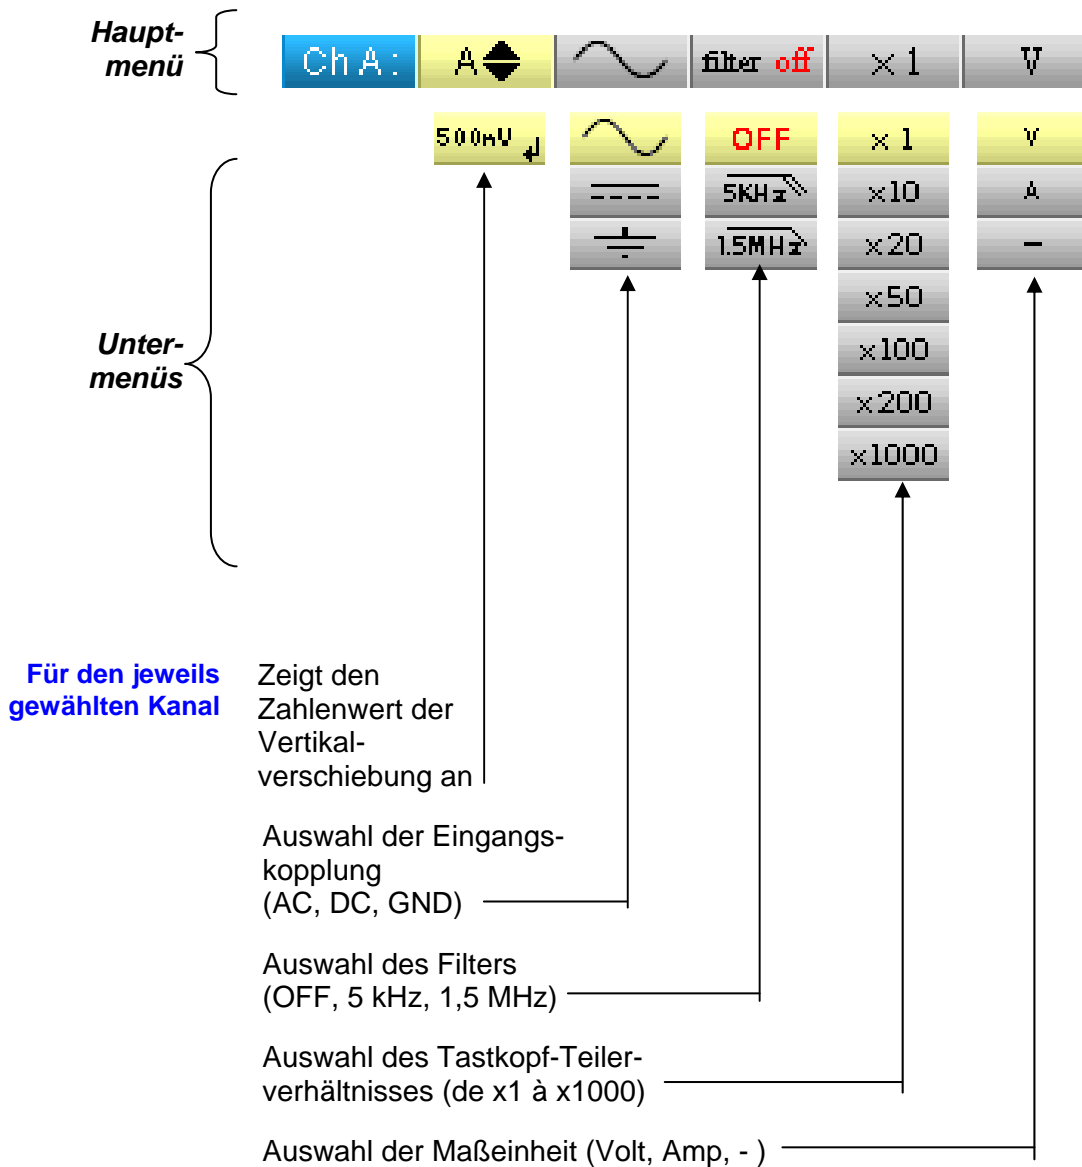 Haupt-
menü
Ch A: A filter off ×1 V
500mV OFF ×1 V
5KHz ×10 A
1.5MHz ×20 -
×50
×100
×200
×1000
Unter-
menüs
Für den jeweils
gewählten Kanal
Zeigt den
Zahlenwert der
Vertikal-
verschiebung an
Auswahl der Eingangs-
kopplung
(AC, DC, GND)
Auswahl des Filters
(OFF, 5 kHz, 1,5 MHz)
Auswahl des Tastkopf-Teiler-
verhältnisses (de x1 à x1000)
Auswahl der Maßeinheit (Volt, Amp, - )